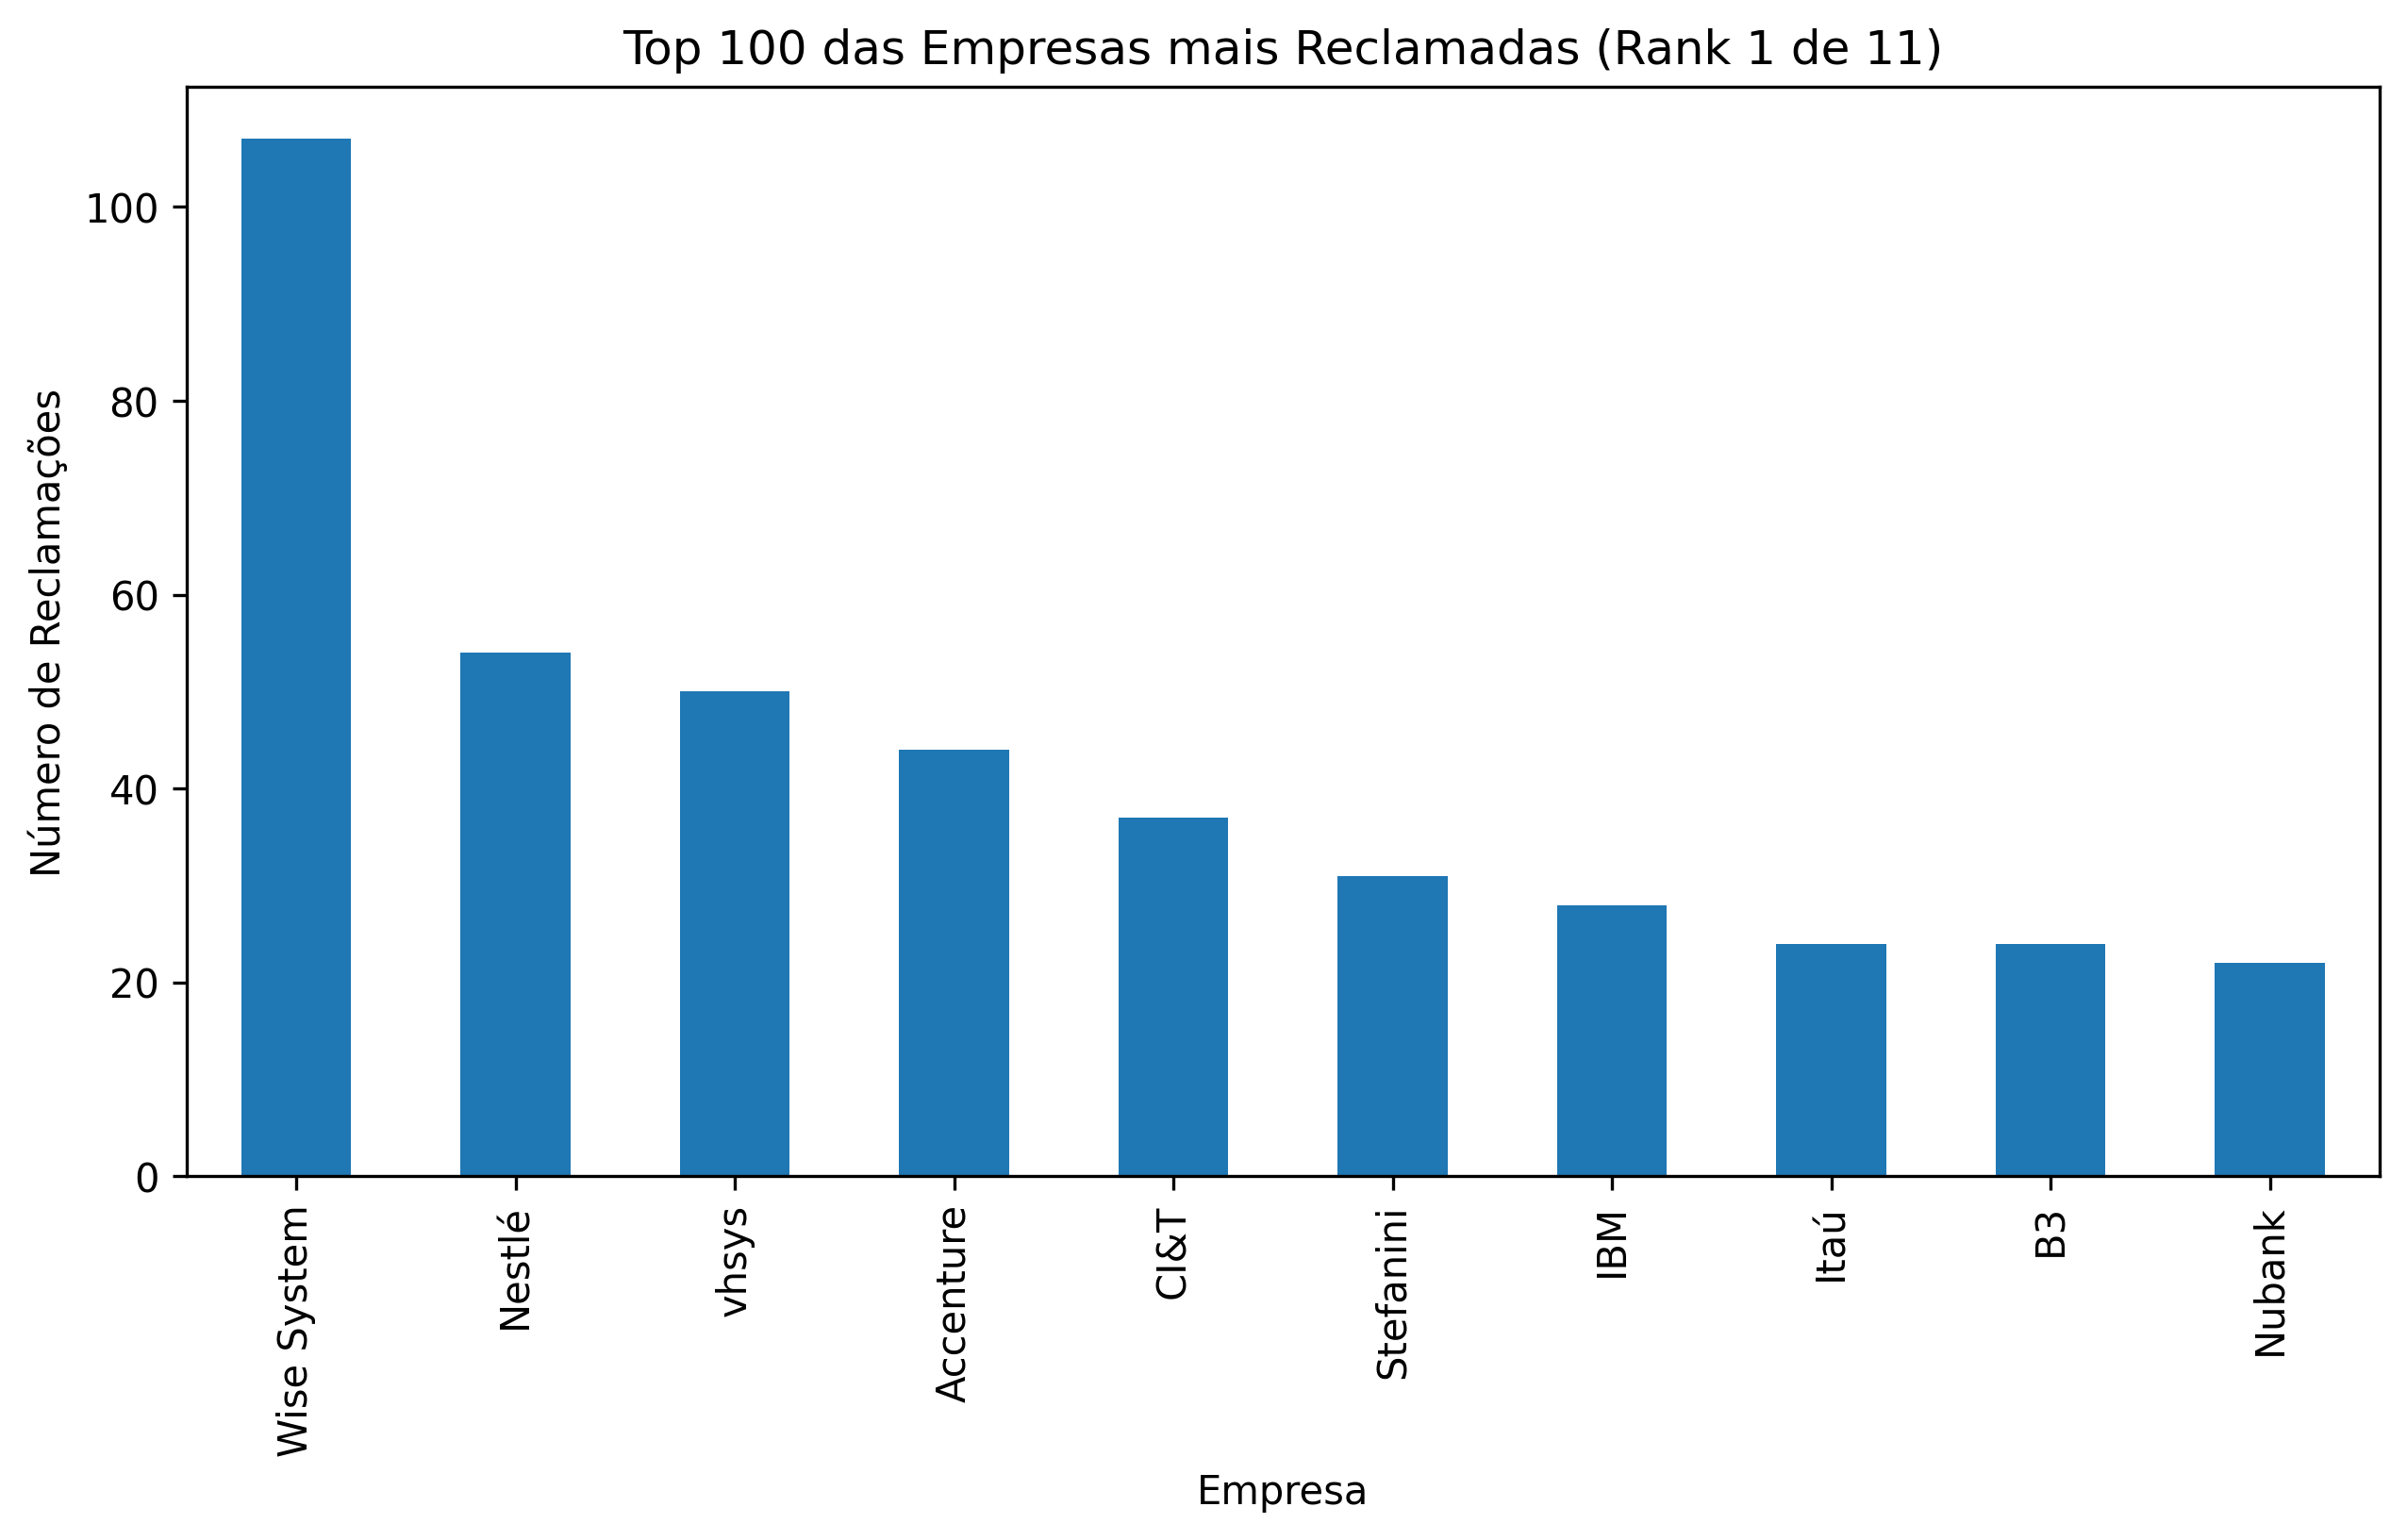 Top 100 das Empresas mais Reclamadas (Rank 1 de 11)
Número de Reclamações
100
80
60
40
20
0
Wise System
Nestlé
vhsys
Accenture
CI&T
Stefanini
IBM
Itaú
B3
Nubank
Empresa